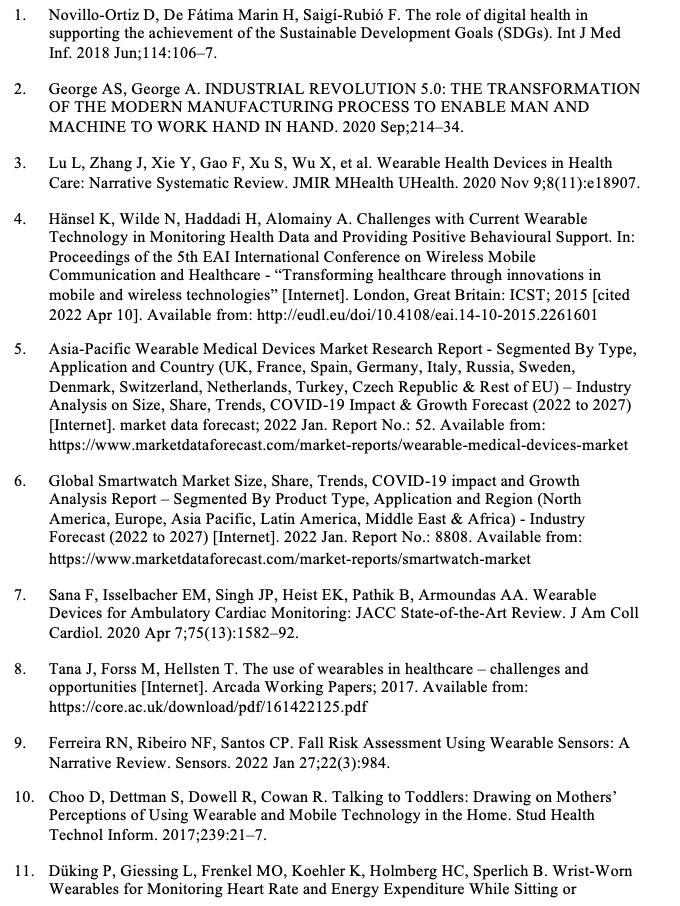 1. Novillo-Ortiz D, De Fátima Marin H, Saigí-Rubió F. The role of digital health in
supporting the achievement of the Sustainable Development Goals (SDGs). Int J Med
Inf. 2018 Jun;114:106–7.
2. George AS, George A. INDUSTRIAL REVOLUTION 5.0: THE TRANSFORMATION
OF THE MODERN MANUFACTURING PROCESS TO ENABLE MAN AND
MACHINE TO WORK HAND IN HAND. 2020 Sep;214–34.
3. Lu L, Zhang J, Xie Y, Gao F, Xu S, Wu X, et al. Wearable Health Devices in Health
Care: Narrative Systematic Review. JMIR MHealth UHealth. 2020 Nov 9;8(11):e18907.
4. Hänsel K, Wilde N, Haddadi H, Alomainy A. Challenges with Current Wearable
Technology in Monitoring Health Data and Providing Positive Behavioural Support. In:
Proceedings of the 5th EAI International Conference on Wireless Mobile
Communication and Healthcare - “Transforming healthcare through innovations in
mobile and wireless technologies” [Internet]. London, Great Britain: ICST; 2015 [cited
2022 Apr 10]. Available from: http://eudl.eu/doi/10.4108/eai.14-10-2015.2261601
5. Asia-Pacific Wearable Medical Devices Market Research Report - Segmented By Type,
Application and Country (UK, France, Spain, Germany, Italy, Russia, Sweden,
Denmark, Switzerland, Netherlands, Turkey, Czech Republic & Rest of EU) – Industry
Analysis on Size, Share, Trends, COVID-19 Impact & Growth Forecast (2022 to 2027)
[Internet]. market data forecast; 2022 Jan. Report No.: 52. Available from:
https://www.marketdataforecast.com/market-reports/wearable-medical-devices-market
6. Global Smartwatch Market Size, Share, Trends, COVID-19 impact and Growth
Analysis Report – Segmented By Product Type, Application and Region (North
America, Europe, Asia Pacific, Latin America, Middle East & Africa) - Industry
Forecast (2022 to 2027) [Internet]. 2022 Jan. Report No.: 8808. Available from:
https://www.marketdataforecast.com/market-reports/smartwatch-market
7. Sana F, Isselbacher EM, Singh JP, Heist EK, Pathik B, Armoundas AA. Wearable
Devices for Ambulatory Cardiac Monitoring: JACC State-of-the-Art Review. J Am Coll
Cardiol. 2020 Apr 7;75(13):1582–92.
8. Tana J, Forss M, Hellsten T. The use of wearables in healthcare – challenges and
opportunities [Internet]. Arcada Working Papers; 2017. Available from:
https://core.ac.uk/download/pdf/161422125.pdf
9. Ferreira RN, Ribeiro NF, Santos CP. Fall Risk Assessment Using Wearable Sensors: A
Narrative Review. Sensors. 2022 Jan 27;22(3):984.
10. Choo D, Dettman S, Dowell R, Cowan R. Talking to Toddlers: Drawing on Mothers’
Perceptions of Using Wearable and Mobile Technology in the Home. Stud Health
Technol Inform. 2017;239:21–7.
11. Düking P, Giessing L, Frenkel MO, Koehler K, Holmberg HC, Sperlich B. Wrist-Worn
Wearables for Monitoring Heart Rate and Energy Expenditure While Sitting or